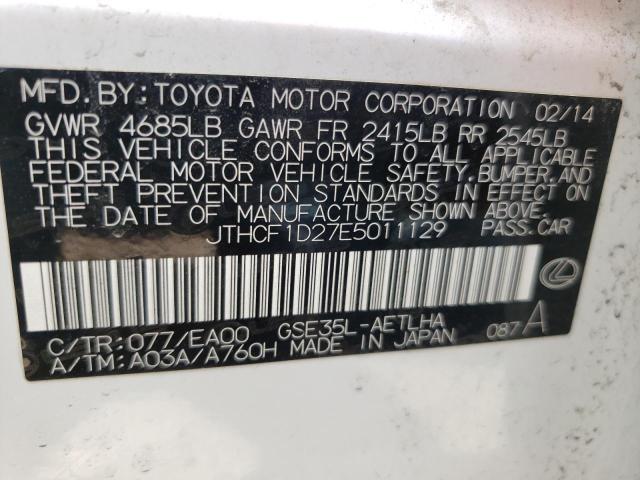 MFD. BY: TOYOTA MOTOR CORPORATION 02/14
GVWR 4685LB GAWR FR 2415LB RR 2545LB
THIS VEHICLE CONFORMS TO ALL APPLICABLE
FEDERAL MOTOR VEHICLE SAFETY, BUMPER, AND
THEFT PREVENTION STANDARDS IN EFFECT ON
THE DATE OF MANUFACTURE SHOWN ABOVE.
JTHCF1D27E5011129 PASS. CAR
C/TR: 077/EA00 GSE35L-AETLHA
A/TM: A03A/A760H MADE IN JAPAN 087 A